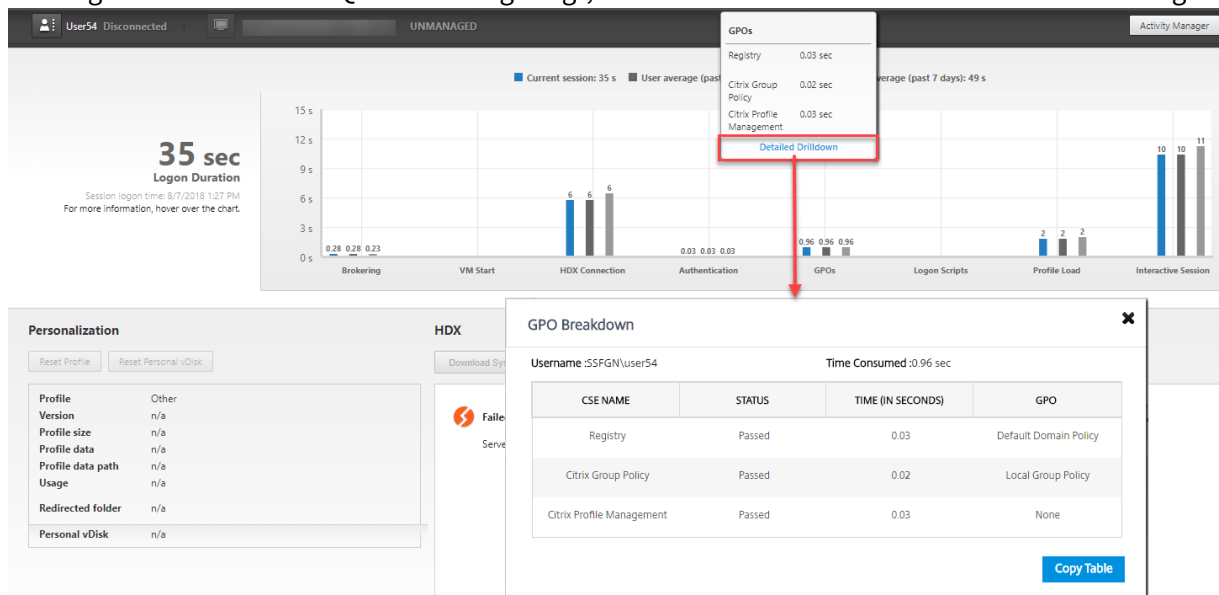 User54 Disconnected
UNMANAGED
Activity Manager
GPOs
Registry 0.03 sec
Citrix Group Policy 0.02 sec
Citrix Profile Management 0.03 sec
Detailed Drilldown
Current session: 35 s User average (past
verage (past 7 days): 49 s
35 sec
Logon Duration
Session logon time: 8/7/2018 1:27 PM
For more information, hover over the chart.
15 s
12 s
9 s
6 s
3 s
0 s
0.28 0.28 0.23
6 6 6
0.03 0.03 0.03
0.96 0.96 0.96
2 2 2
10 10 11
Brokering VM Start HDX Connection Authentication GPOs Logon Scripts Profile Load Interactive Session
Personalization
Reset Profile Reset Personal vDisk
Profile Other
Version n/a
Profile size n/a
Profile data n/a
Profile data path n/a
Usage n/a
Redirected folder n/a
Personal vDisk n/a
HDX
Download Sy
Faile
Serve
GPO Breakdown
Username :SSFGN\user54 Time Consumed :0.96 sec
CSE NAME STATUS TIME (IN SECONDS) GPO
Registry Passed 0.03 Default Domain Policy
Citrix Group Policy Passed 0.02 Local Group Policy
Citrix Profile Management Passed 0.03 None
Copy Table